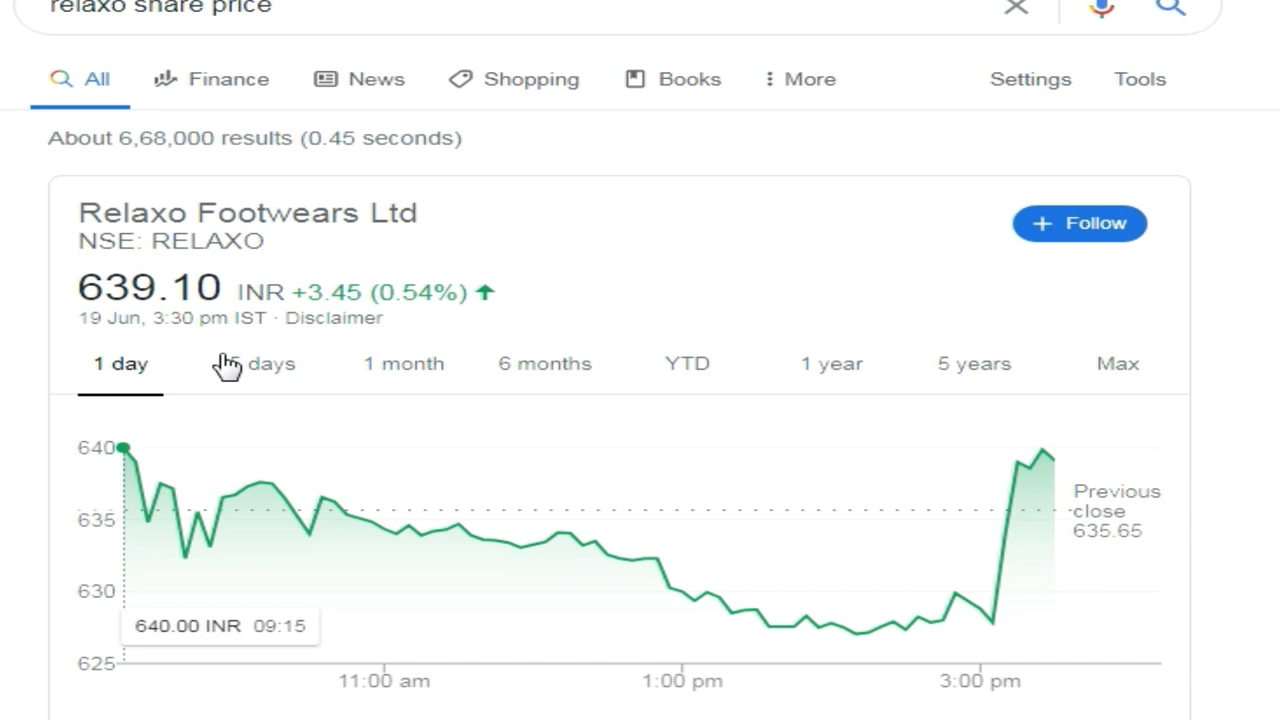 relaxo share price
All Finance News Shopping Books More Settings Tools
About 6,68,000 results (0.45 seconds)
Relaxo Footwears Ltd
+ Follow
NSE: RELAXO
639.10 INR +3.45 (0.54%)
19 Jun, 3:30 pm IST · Disclaimer
1 day 5 days 1 month 6 months YTD 1 year 5 years Max
640
Previous
close
635.65
635
630
640.00 INR 09:15
625
11:00 am 1:00 pm 3:00 pm